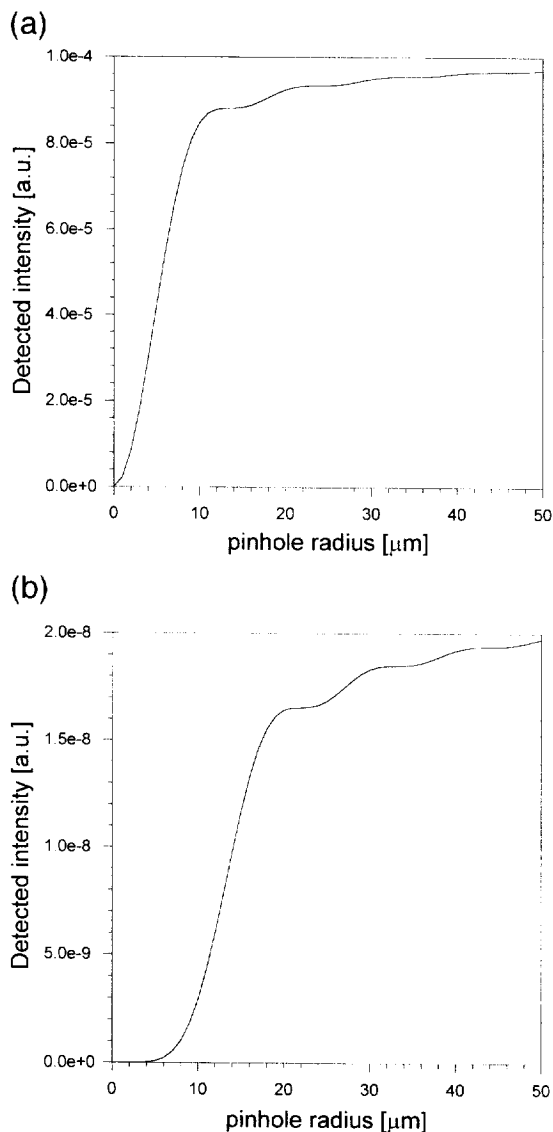 (a)
1.0e-4
8.0e-5
6.0e-5
4.0e-5
2.0e-5
0.0e+0
Detected intensity [a.u.]
0 10 20 30 40 50
pinhole radius [μm]
(b)
2.0e-8
1.5e-8
1.0e-8
5.0e-9
0.0e+0
Detected intensity [a.u.]
0 10 20 30 40 50
pinhole radius [μm]